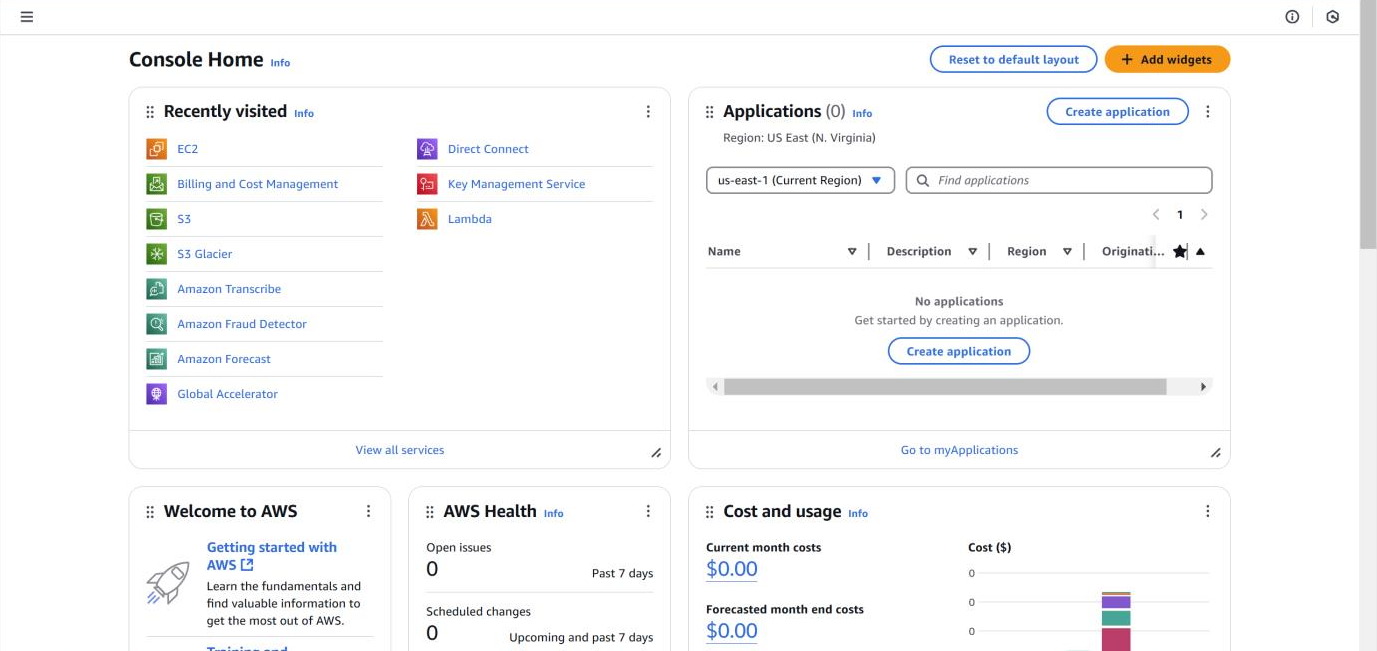 Console Home Info
Reset to default layout
+ Add widgets
Recently visited Info
EC2
Billing and Cost Management
S3
S3 Glacier
Amazon Transcribe
Amazon Fraud Detector
Amazon Forecast
Global Accelerator
Direct Connect
Key Management Service
Lambda
View all services
Applications (0) Info
Create application
Region: US East (N. Virginia)
us-east-1 (Current Region)
Find applications
1
Name Description Region Originati...
No applications
Get started by creating an application.
Create application
Go to myApplications
Welcome to AWS
Getting started with
AWS
Learn the fundamentals and
find valuable information to
get the most out of AWS.
Training and
AWS Health Info
Open issues
0 Past 7 days
Scheduled changes
0 Upcoming and past 7 days
Cost and usage Info
Current month costs
$0.00
Forecasted month end costs
$0.00
Cost ($)
0
0
0